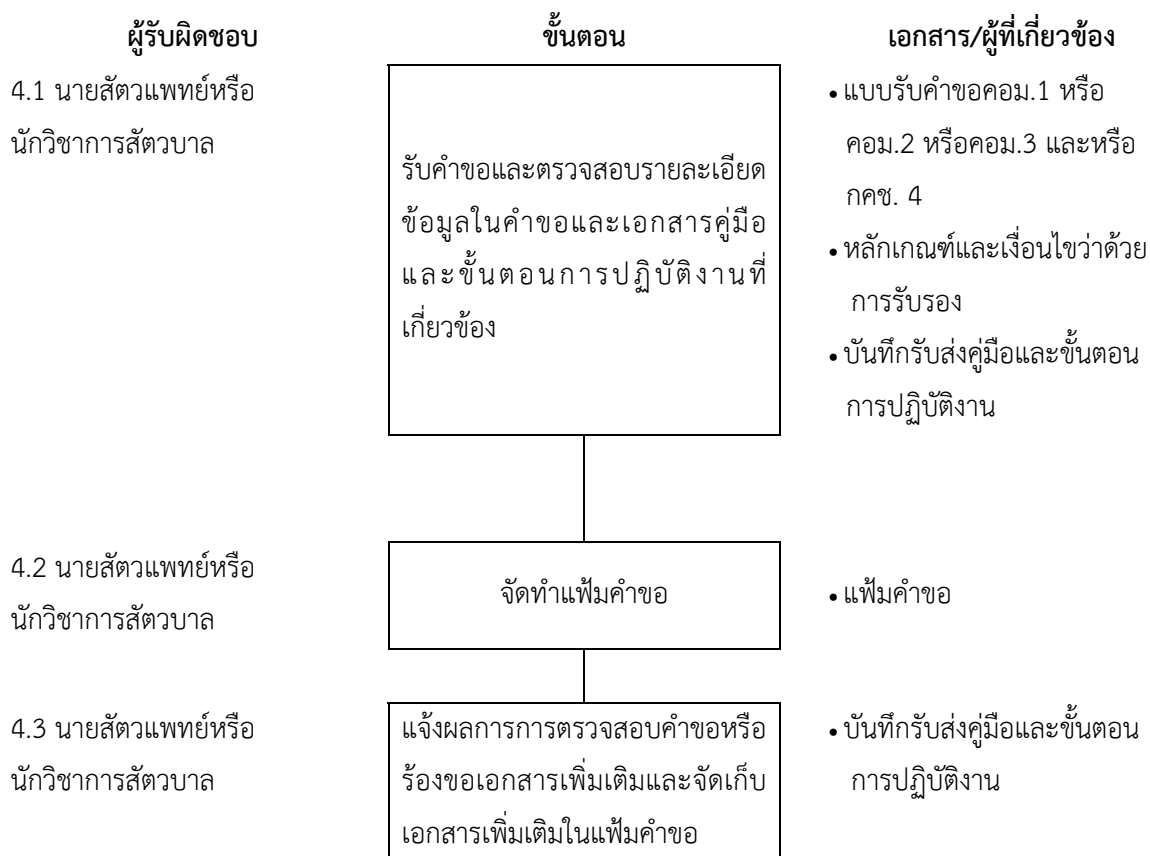 ผู้รับผิดชอบ
ขั้นตอน
เอกสาร/ผู้ที่เกี่ยวข้อง
4.1 นายสัตวแพทย์หรือ
นักวิชาการสัตวบาล
รับคำขอและตรวจสอบรายละเอียด
ข้อมูลในคำขอและเอกสารคู่มือ
และขั้นตอนการปฏิบัติงานที่
เกี่ยวข้อง
• แบบรับคำขอคอม.1 หรือ
คอม.2 หรือคอม.3 และหรือ
กคช. 4
• หลักเกณฑ์และเงื่อนไขว่าด้วย
การรับรอง
• บันทึกรับส่งคู่มือและขั้นตอน
การปฏิบัติงาน
4.2 นายสัตวแพทย์หรือ
นักวิชาการสัตวบาล
จัดทำแฟ้มคำขอ
• แฟ้มคำขอ
4.3 นายสัตวแพทย์หรือ
นักวิชาการสัตวบาล
แจ้งผลการการตรวจสอบคำขอหรือ
ร้องขอเอกสารเพิ่มเติมและจัดเก็บ
เอกสารเพิ่มเติมในแฟ้มคำขอ
• บันทึกรับส่งคู่มือและขั้นตอน
การปฏิบัติงาน